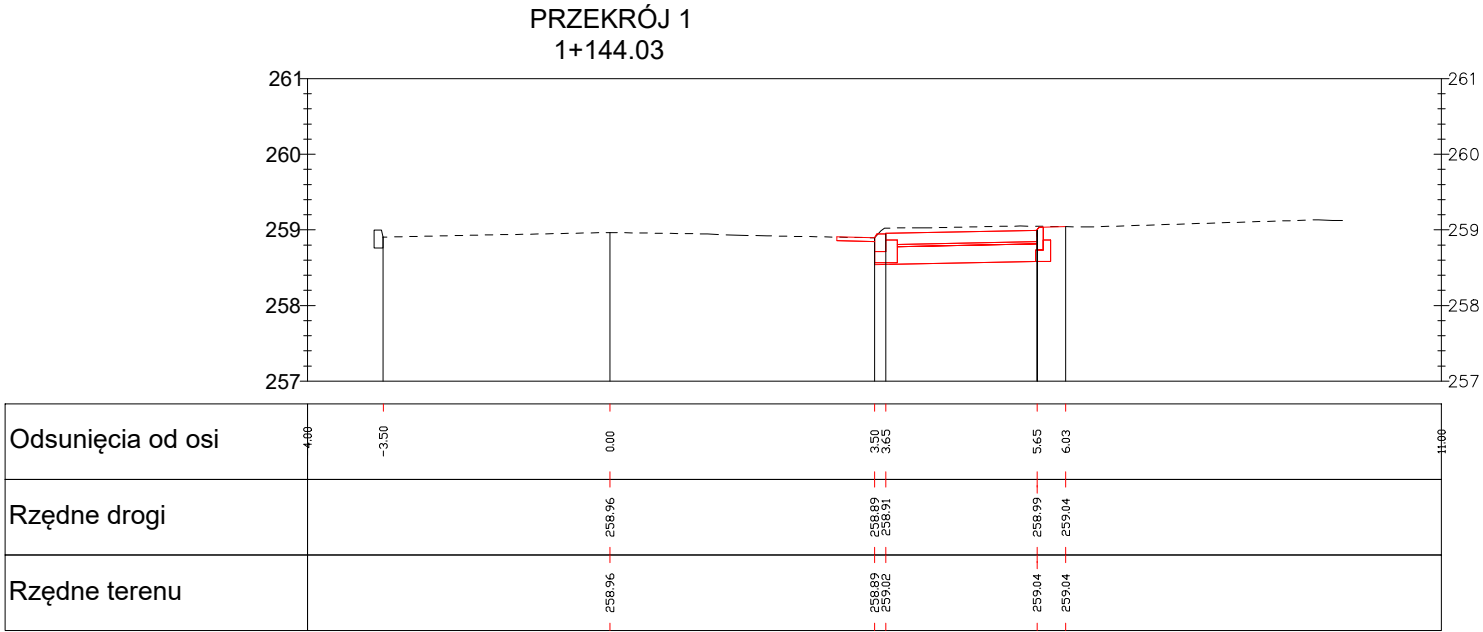 PRZEKRÓJ 1
1+144.03
261 261
260 260
259 259
258 258
257 257
Odsunięcia od osi -4.00 -3.50 0.00 3.50 3.65 5.65 6.03 11.00
Rzędne drogi 258.96 258.89 258.91 258.99 259.04
Rzędne terenu 258.96 258.89 259.02 259.04 259.04